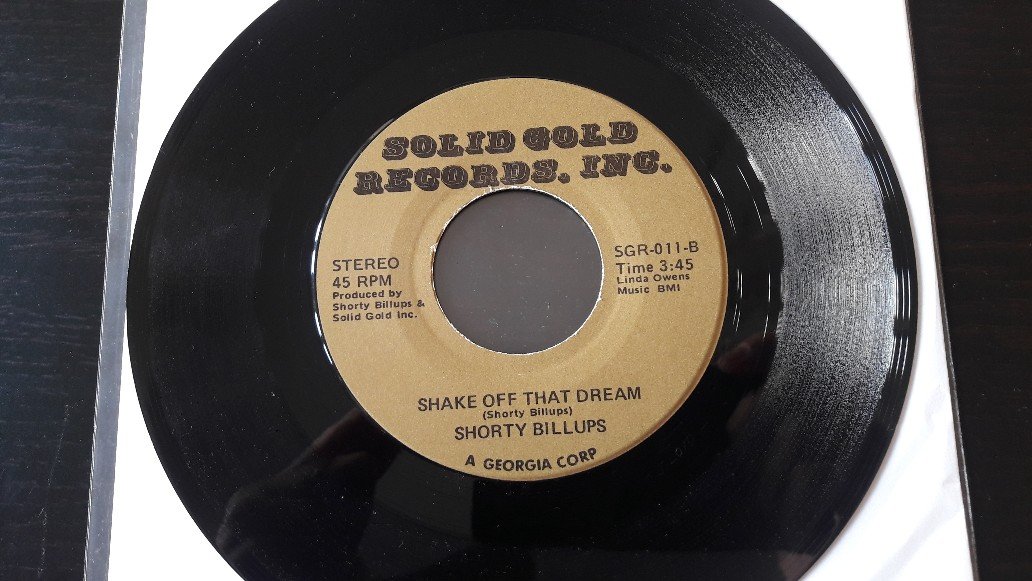 SOLID GOLD
RECORDS, INC.
STEREO
45 RPM
Produced by
Shorty Billups &
Solid Gold Inc.
SGR-011-B
Time 3:45
Linda Owens
Music BMI
SHAKE OFF THAT DREAM
(Shorty Billups)
SHORTY BILLUPS
A GEORGIA CORP